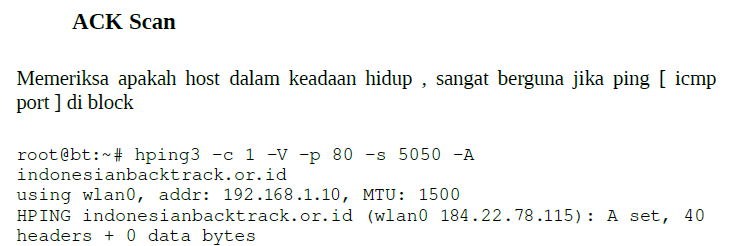 ACK Scan
Memeriksa apakah host dalam keadaan hidup , sangat berguna jika ping [ icmp
port ] di block
root@bt:~# hping3 -c 1 -V -p 80 -s 5050 -A
indonesianbacktrack.or.id
using wlan0, addr: 192.168.1.10, MTU: 1500
HPING indonesianbacktrack.or.id (wlan0 184.22.78.115): A set, 40
headers + 0 data bytes